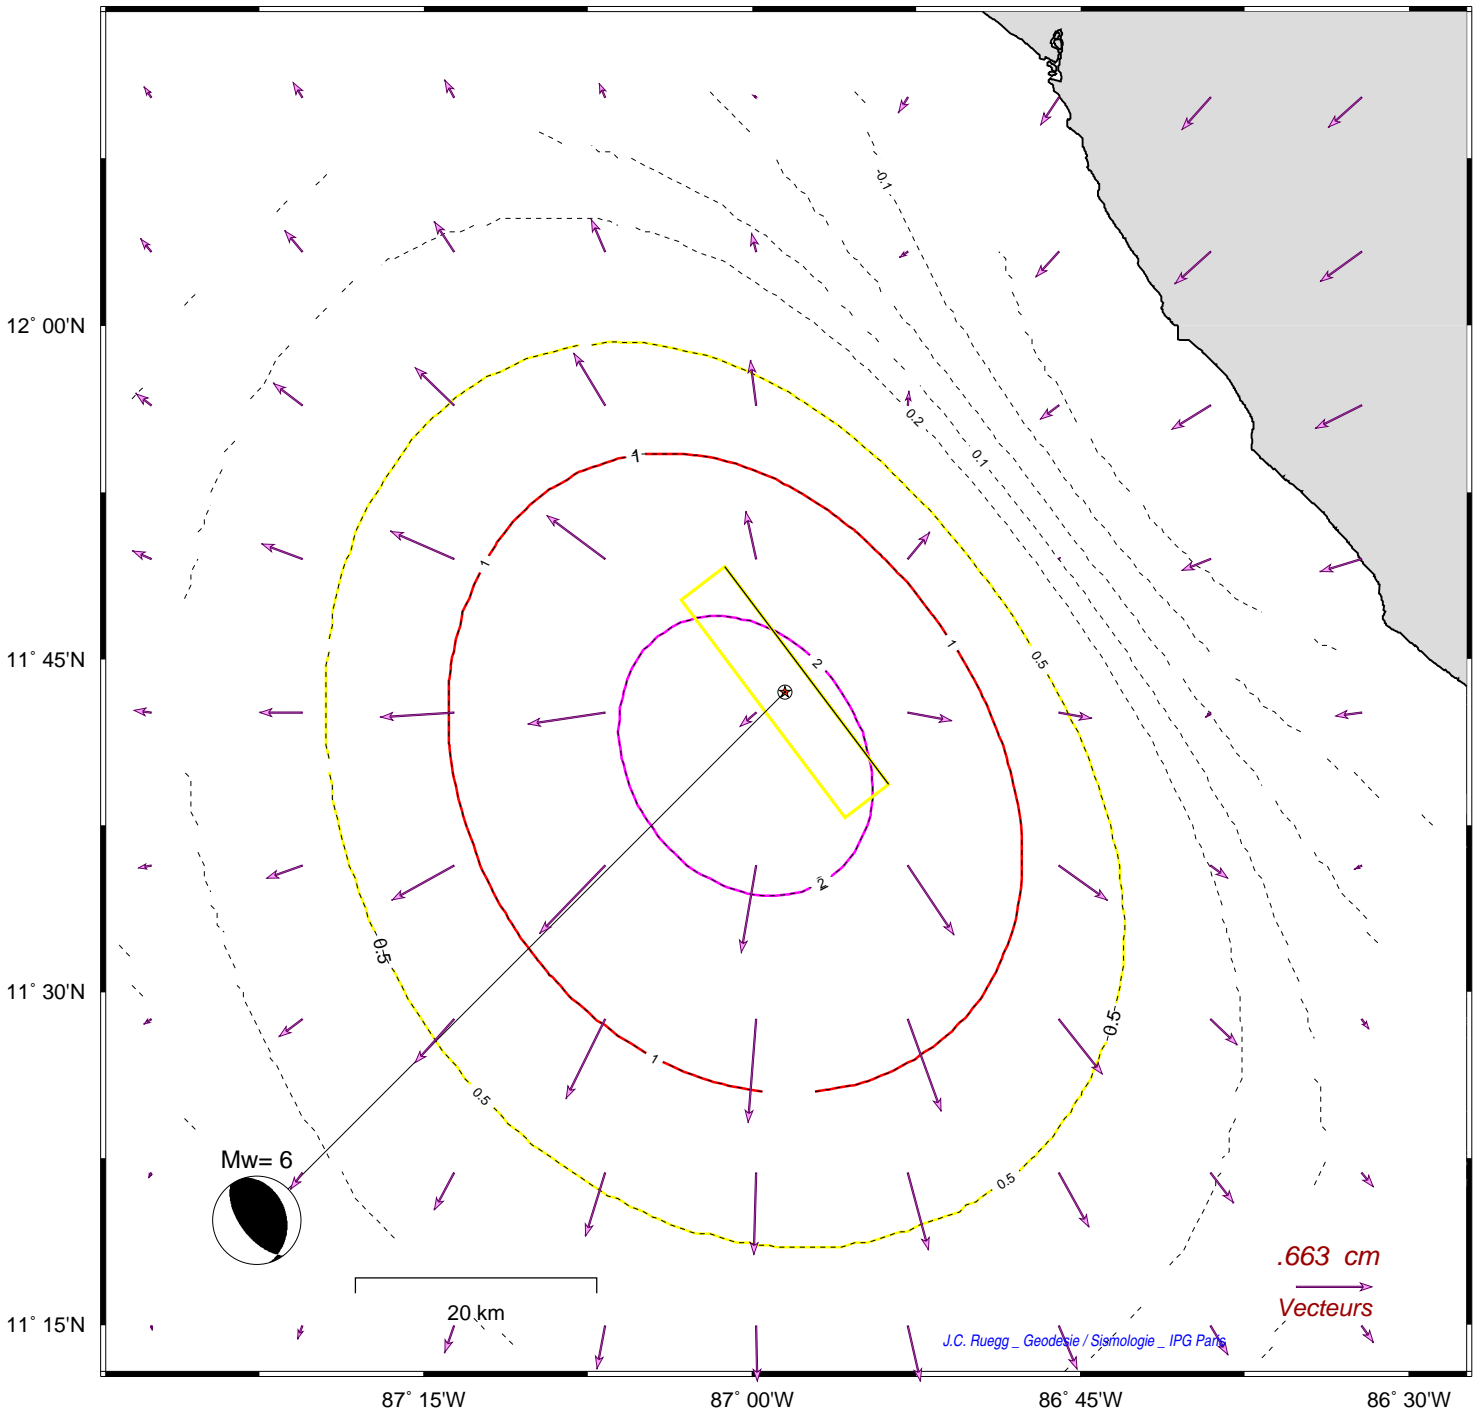 -0.1
12° 00'N
0.2
0.1
1
1
1
0.5
2
11° 45'N
2
0.5
11° 30'N
0.5
1
0.5
0.5
Mw= 6
.663 cm
20 km
Vecteurs
11° 15'N
J.C. Ruegg _ Geodesie / Sismologie _ IPG Paris
87° 15'W
87° 00'W
86° 45'W
86° 30'W